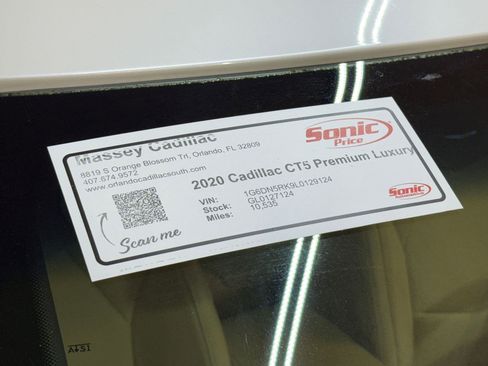 Massey Cadillac
8819 S Orange Blossom Trl, Orlando, FL 32809
407.674.9572
www.orlandocadillacsouth.com
Sonic
Price
2020 Cadillac CT5 Premium Luxury
VIN: 1G6DN5RK9L0129124
Stock: GL0127124
Miles: 10,535
Scan me
Sonic